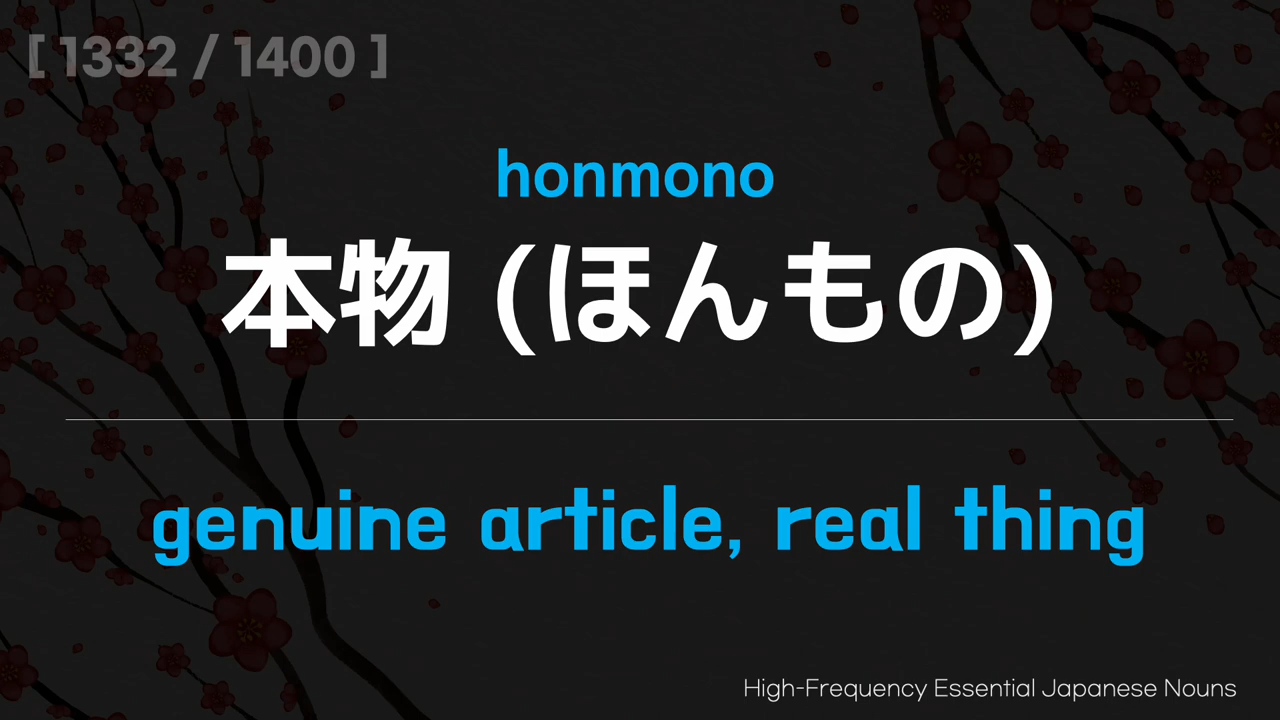 [ 1332 / 1400 ]
honmono
本物 (ほんもの)
genuine article, real thing
High-Frequency Essential Japanese Nouns